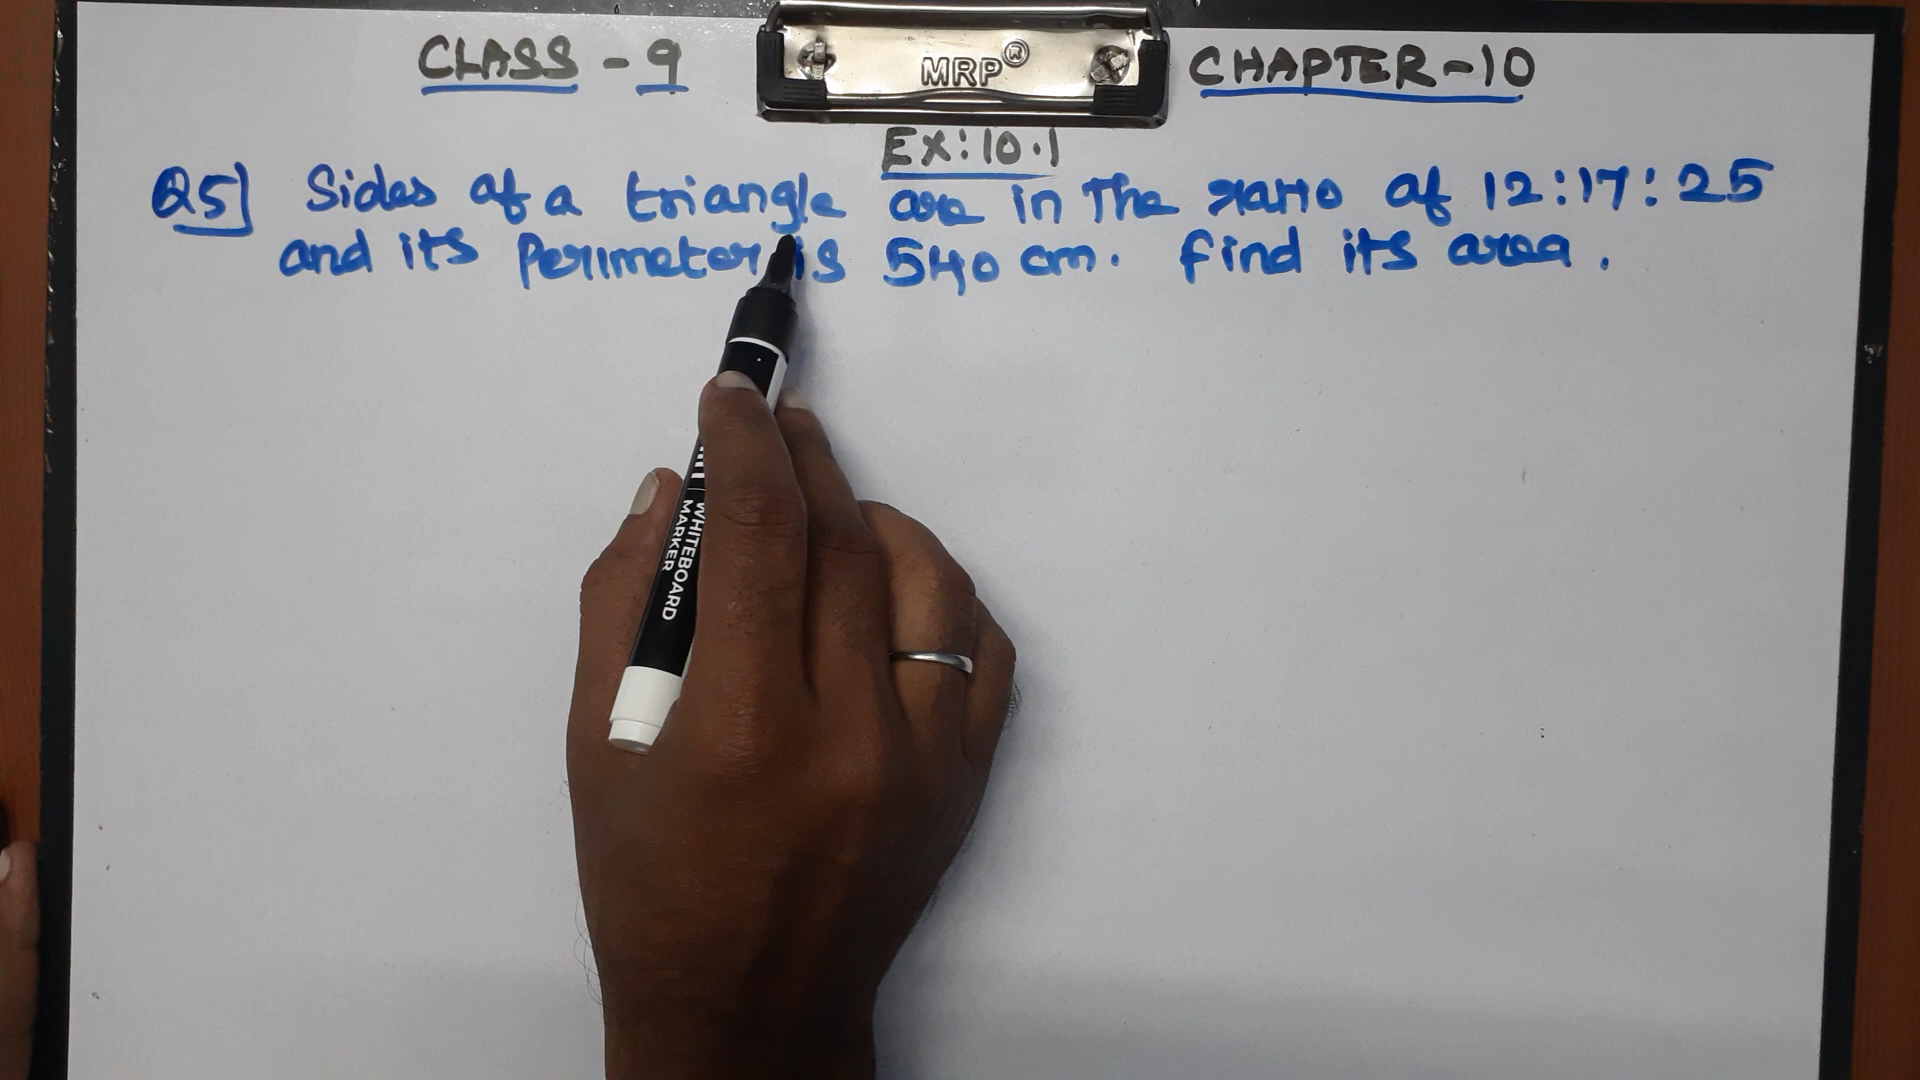 CLASS - 9
MRP®
CHAPTER-10
Ex: 10.1
Q5] Sides of a triangle are in the ratio of 12:17:25
and its Perimeter is 540 cm. find its area.
WHITEBOARD
MARKER